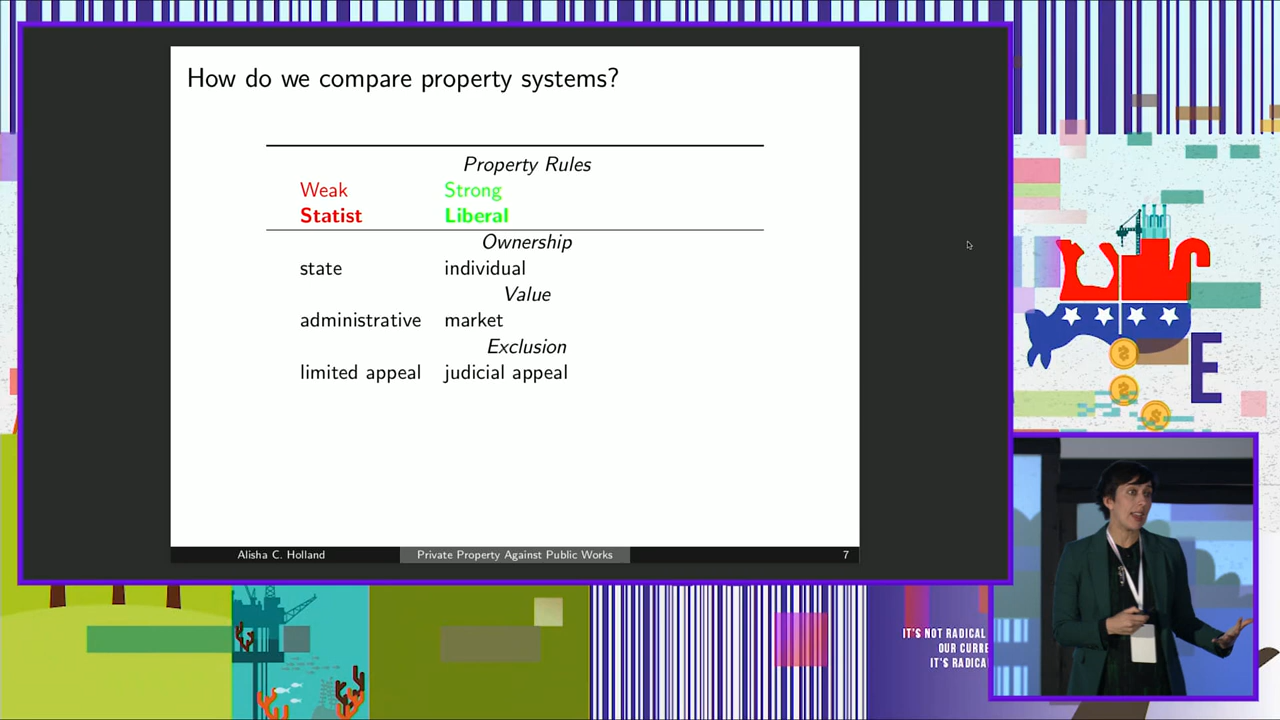 How do we compare property systems?
Property Rules
Weak Strong
Statist Liberal
Ownership
state individual
Value
administrative market
Exclusion
limited appeal judicial appeal
Alisha C. Holland Private Property Against Public Works 7
E
IT'S NOT RADICAL
OUR CURRE
IT'S RADICA